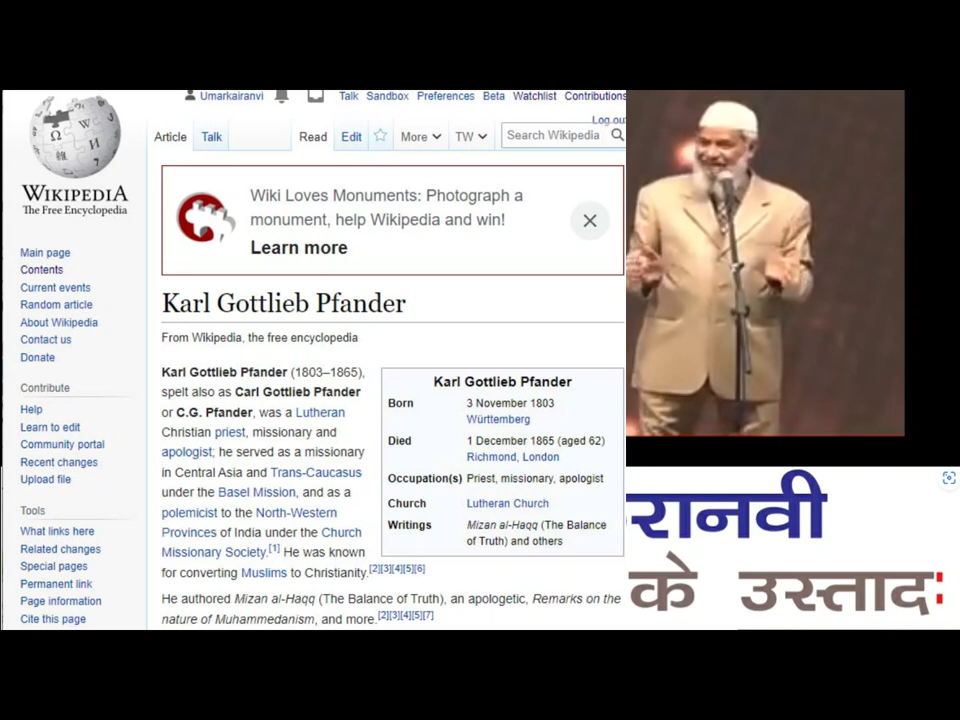 Umarkairanvi Talk Sandbox Preferences Beta Watchlist Contributions
Article Talk Read Edit More TW Search Wikipedia
WIKIPEDIA
The Free Encyclopedia
Main page
Contents
Current events
Random article
About Wikipedia
Contact us
Donate
Contribute
Help
Learn to edit
Community portal
Recent changes
Upload file
Tools
What links here
Related changes
Special pages
Permanent link
Page information
Cite this page
Wiki Loves Monuments: Photograph a
monument, help Wikipedia and win!
Learn more
Karl Gottlieb Pfander
From Wikipedia, the free encyclopedia
Karl Gottlieb Pfander (1803–1865),
spelt also as Carl Gottlieb Pfander
or C.G. Pfander, was a Lutheran
Christian priest, missionary and
apologist; he served as a missionary
in Central Asia and Trans-Caucasus
under the Basel Mission, and as a
polemicist to the North-Western
Provinces of India under the Church
Missionary Society.[1] He was known
for converting Muslims to Christianity.[2][3][4][5][6]
He authored Mizan al-Haqq (The Balance of Truth), an apologetic, Remarks on the
nature of Muhammedanism, and more.[2][3][4][5][7]
Karl Gottlieb Pfander
Born 3 November 1803
Württemberg
Died 1 December 1865 (aged 62)
Richmond, London
Occupation(s) Priest, missionary, apologist
Church Lutheran Church
Writings Mizan al-Haqq (The Balance
of Truth) and others
रानवी
के उस्ताद: